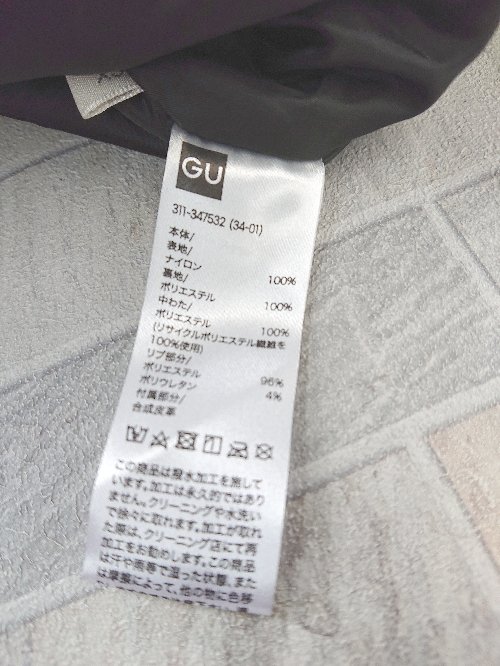 GU
311-347532 (34-01)
本体/
表地/
ナイロン 100%
裏地/
ポリエステル 100%
中わた/
ポリエステル 100%
(リサイクルポリエステル繊維を
100%使用)
リブ部分/
ポリエステル 96%
ポリウレタン 4%
付属部分/
合成皮革
この商品は撥水加工を施して
います。加工は永久的ではあり
ません。クリーニングや水洗い
で徐々に取れます。加工が取れ
た際は、クリーニング店にて再
加工をお勧めします。この商品
は汗や雨等で湿った状態、また
は摩擦によって、他の物に色移